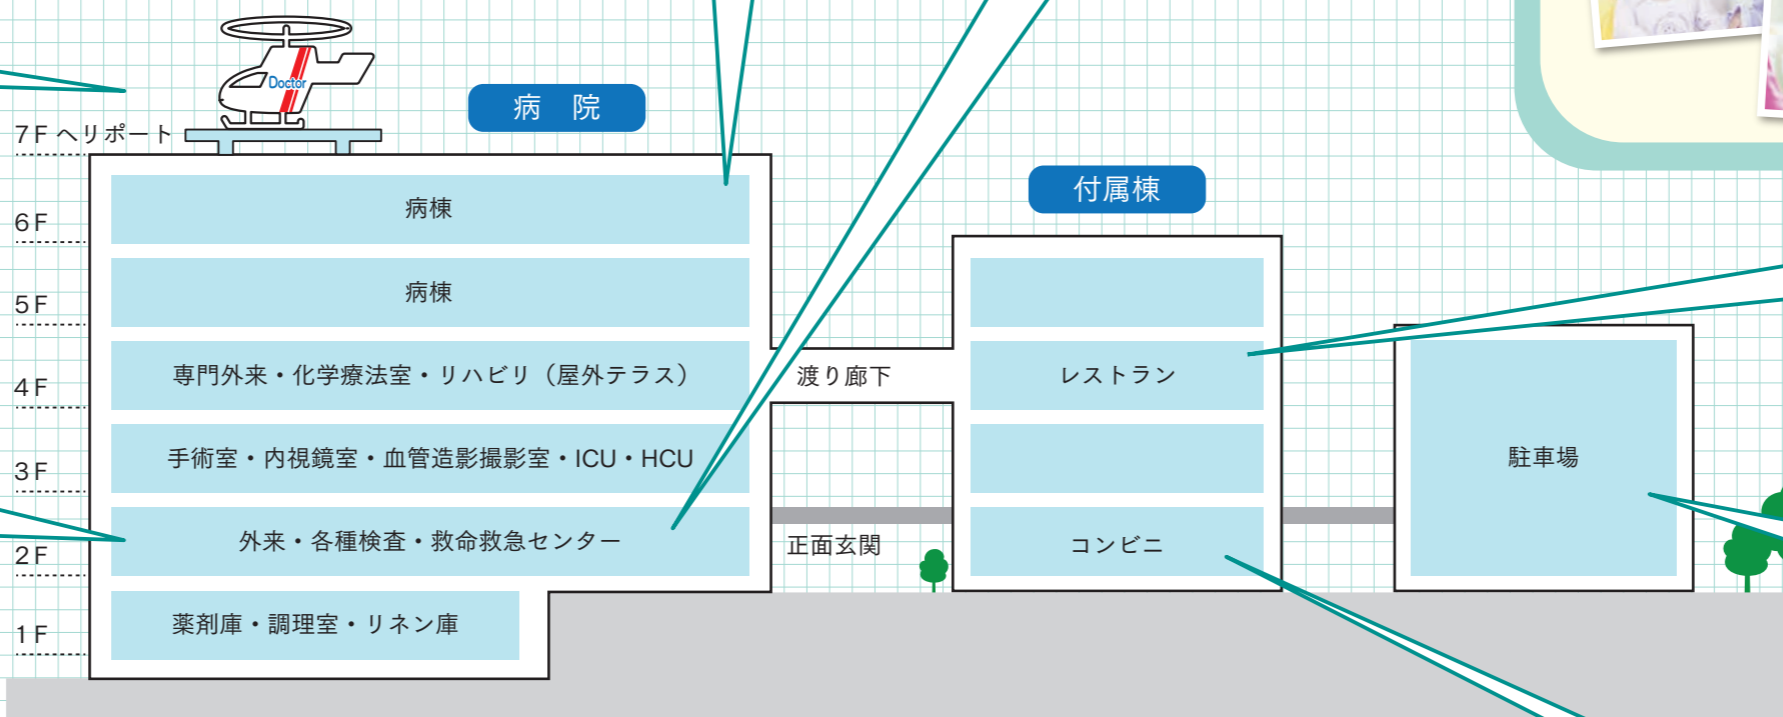 Doctor
病　院
7F ヘリポート
付属棟
6F
病棟
5F
病棟
4F
専門外来・化学療法室・リハビリ（屋外テラス）
渡り廊下
レストラン
3F
手術室・内視鏡室・血管造影撮影室・ICU・HCU
駐車場
2F
外来・各種検査・救命救急センター
正面玄関
コンビニ
1F
薬剤庫・調理室・リネン庫